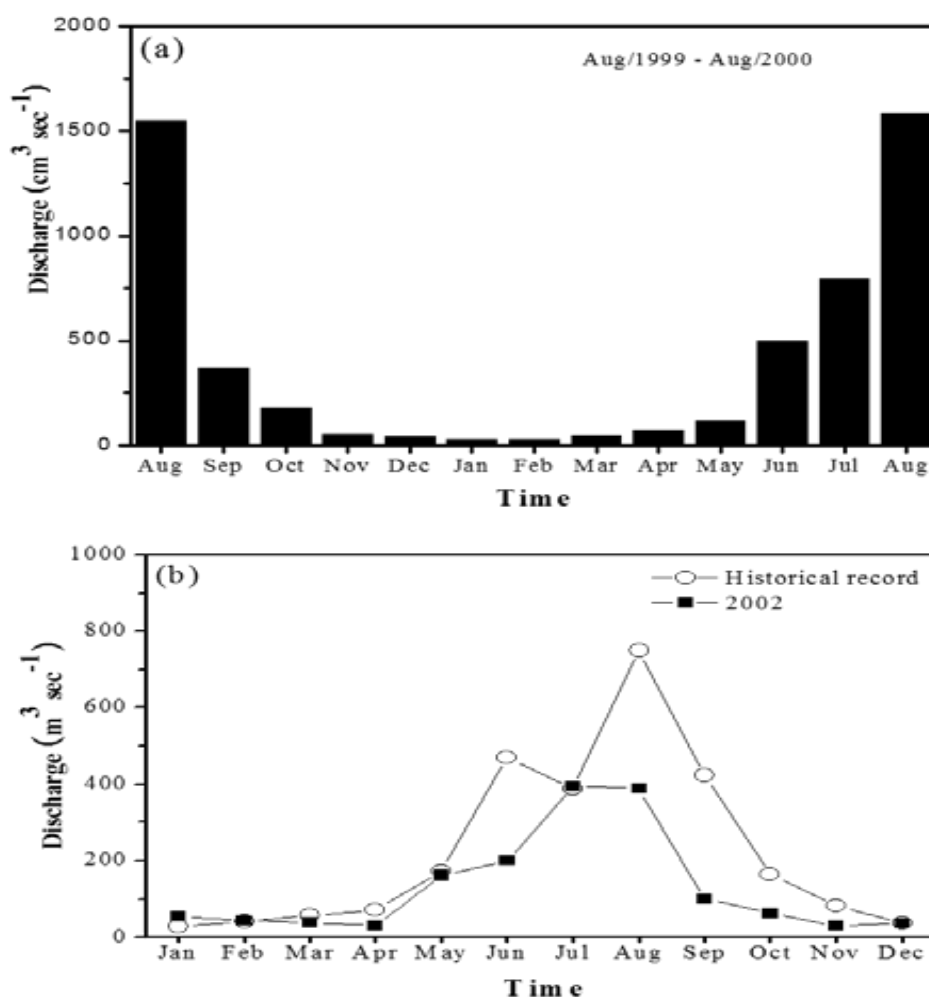 (a)
Aug/1999 - Aug/2000
Discharge (cm³ sec⁻¹)
2000
1500
1000
500
0
Aug Sep Oct Nov Dec Jan Feb Mar Apr May Jun Jul Aug
Time
(b)
Historical record
2002
Discharge (m³ sec⁻¹)
1000
800
600
400
200
0
Jan Feb Mar Apr May Jun Jul Aug Sep Oct Nov Dec
Time